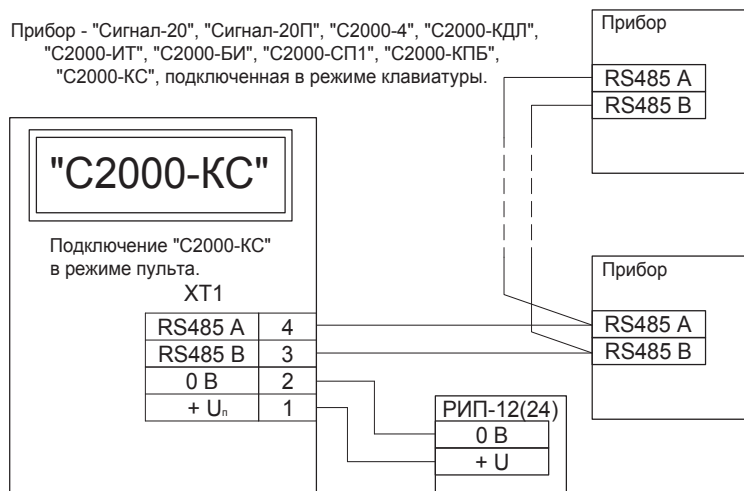 Прибор - "Сигнал-20", "Сигнал-20П", "С2000-4", "С2000-КДЛ",
"С2000-ИТ", "С2000-БИ", "С2000-СП1", "С2000-КПБ",
"С2000-КС", подключенная в режиме клавиатуры.
Прибор
RS485 A
RS485 B
"С2000-КС"
Подключение "С2000-КС"
в режиме пульта.
XT1
RS485 A 4
RS485 B 3
0 В 2
+ Uп 1
Прибор
RS485 A
RS485 B
РИП-12(24)
0 В
+ U